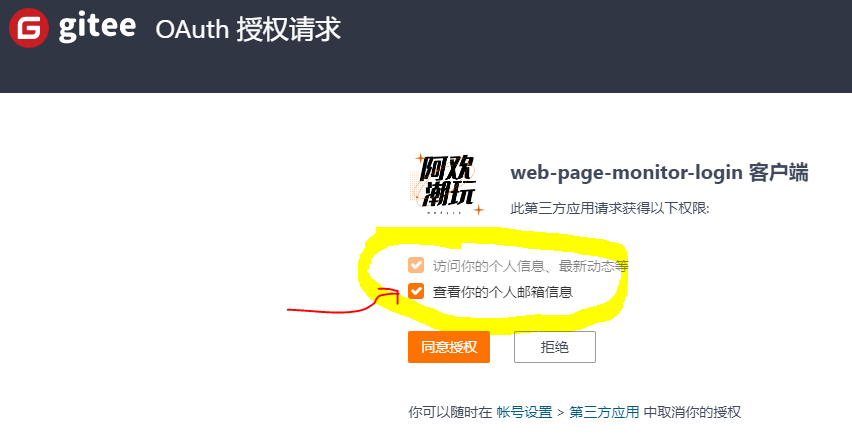 gitee OAuth 授权请求
阿欢
潮玩
web-page-monitor-login 客户端
此第三方应用请求获得以下权限:
访问你的个人信息、最新动态等
查看你的个人邮箱信息
同意授权 拒绝
你可以随时在 帐号设置 > 第三方应用 中取消你的授权